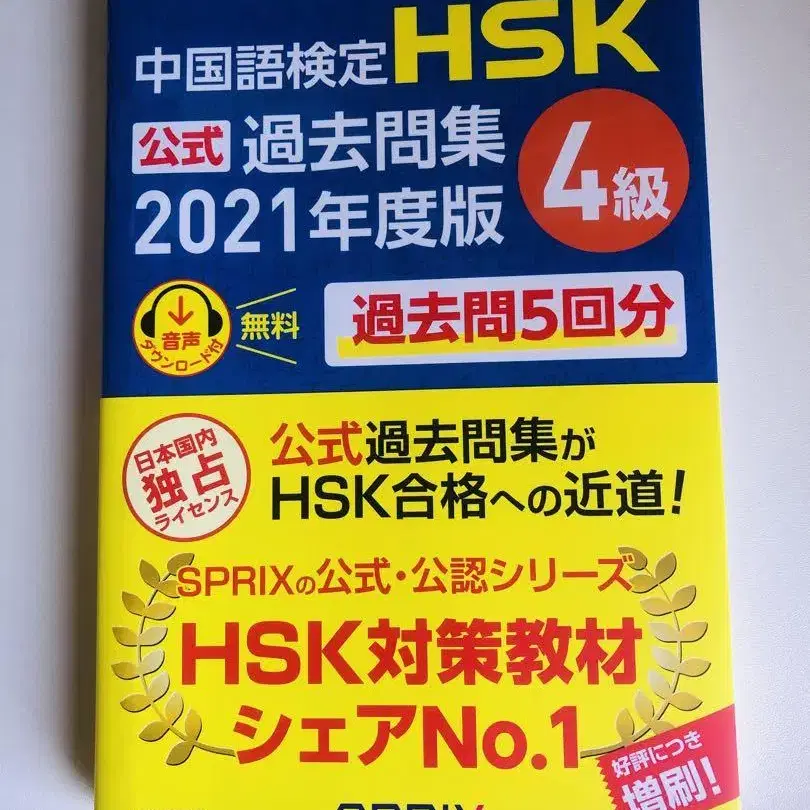 中国語検定HSK
公式 過去問集
2021年度版
4級
音声
ダウンロード付
無料
過去問5回分
日本国内
独占
ライセンス
公式過去問集が
HSK合格への近道!
SPRIXの公式・公認シリーズ
HSK対策教材
シェアNo.1
好評につき
増刷!
SPRIX